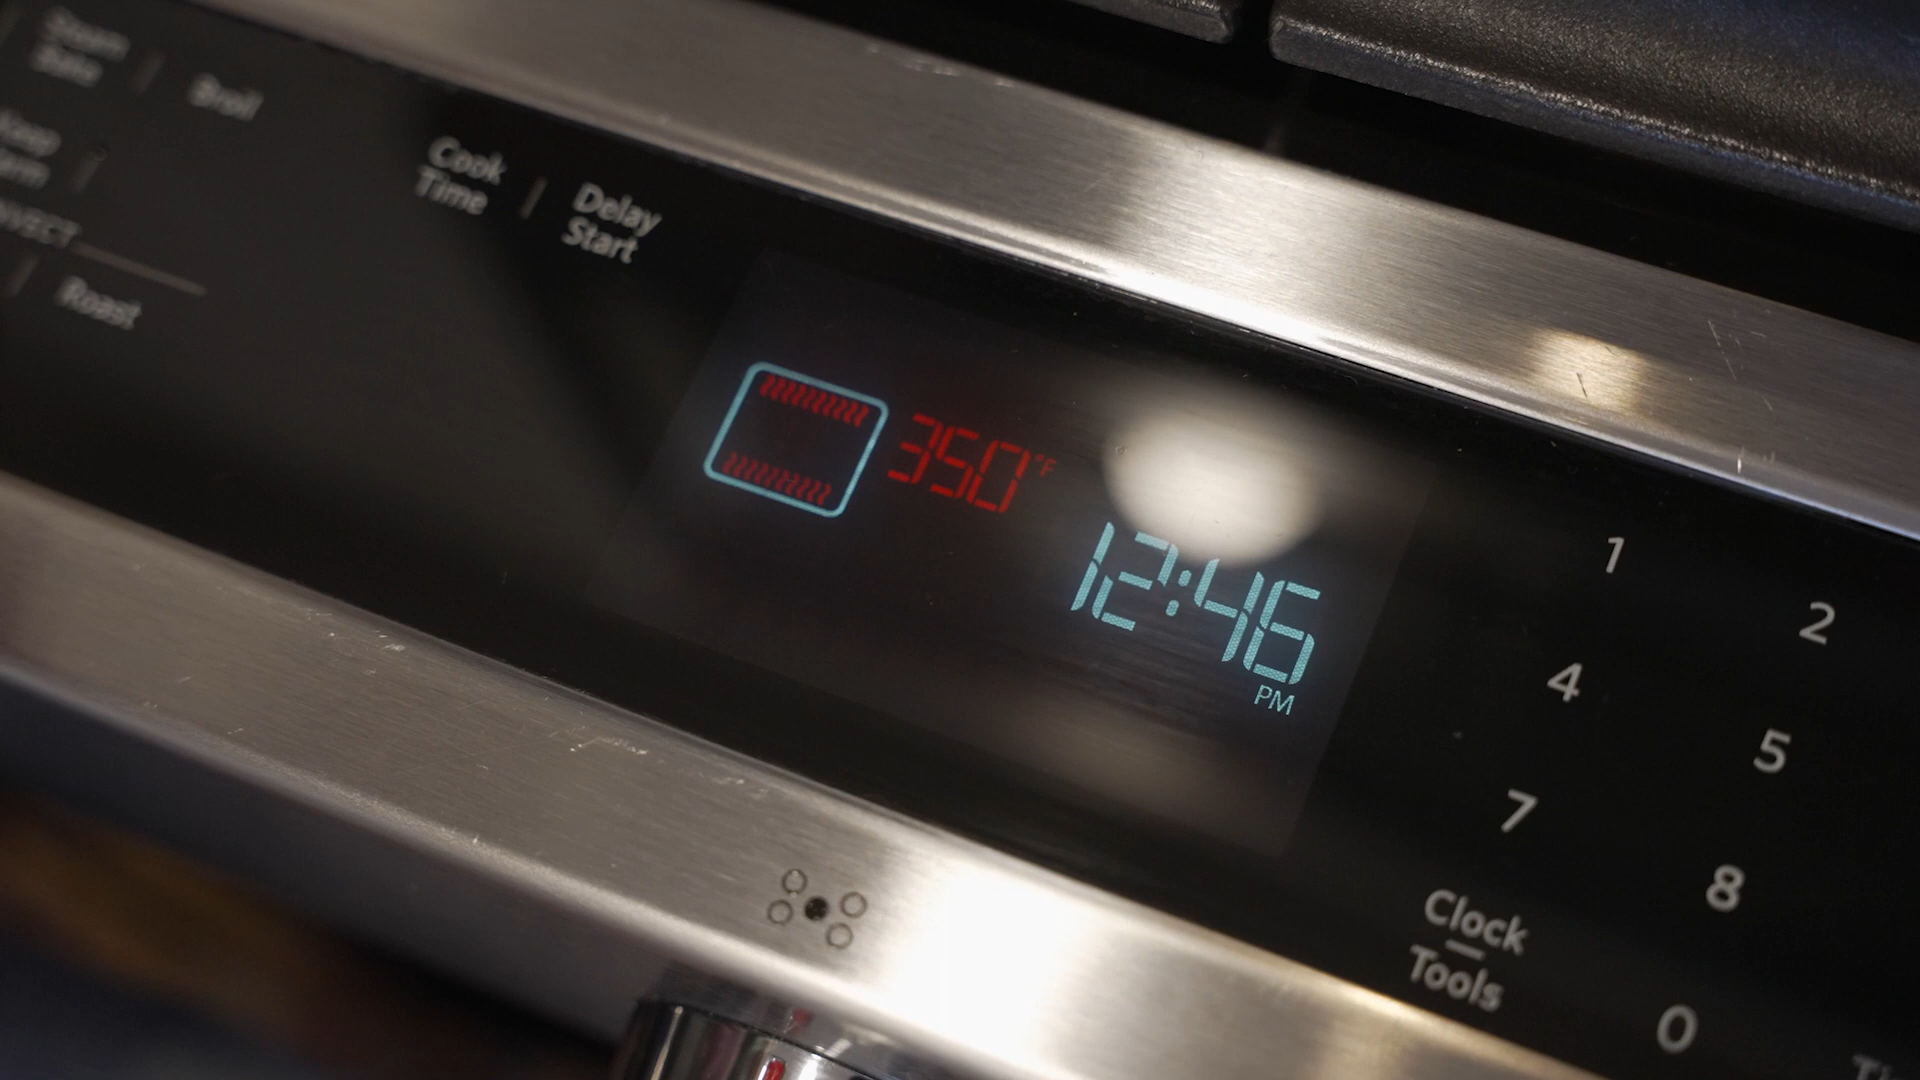 Steam
Bake
Broil
Keep
Warm
Roast
Cook
Time
Delay
Start
350°F
12:46
PM
1
2
4
5
7
8
0
Clock
Tools